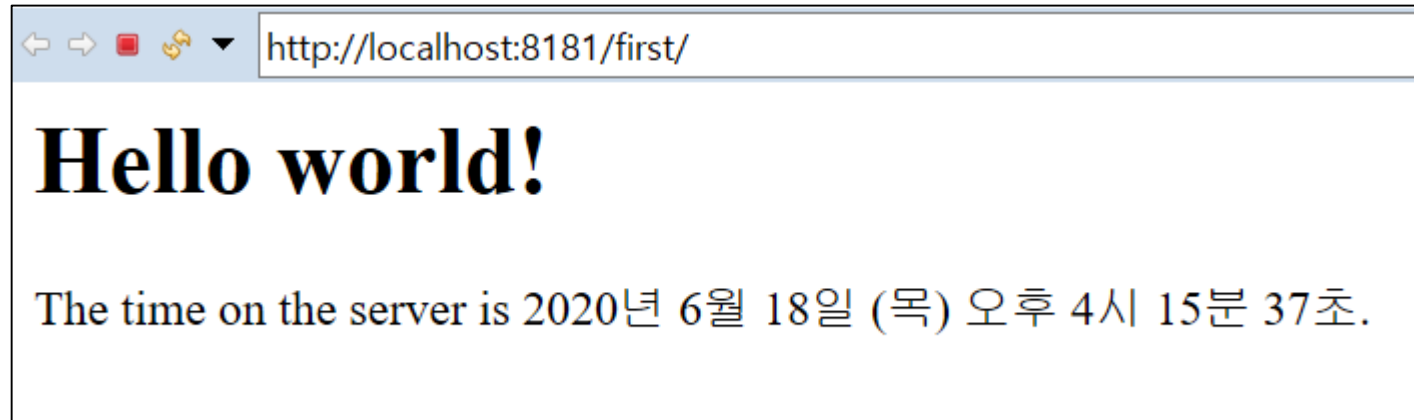 http://localhost:8181/first/
Hello world!
The time on the server is 2020년 6월 18일 (목) 오후 4시 15분 37초.